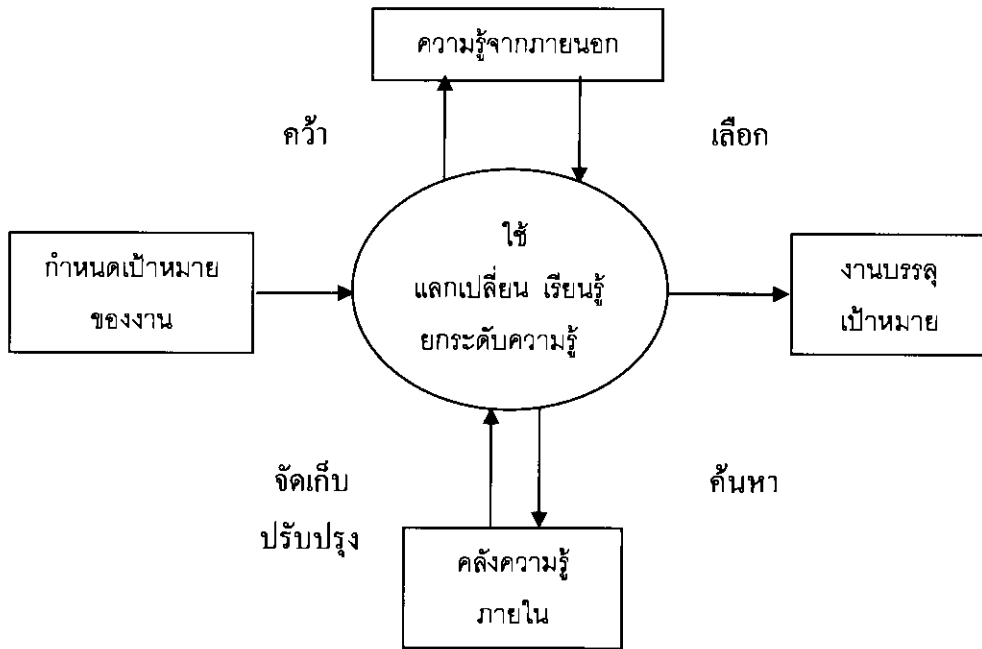 ความรู้จากภายนอก
คว้า
เลือก
กำหนดเป้าหมาย
ของงาน
ใช้
แลกเปลี่ยน เรียนรู้
ยกระดับความรู้
งานบรรลุ
เป้าหมาย
จัดเก็บ
ปรับปรุง
ค้นหา
คลังความรู้
ภายใน